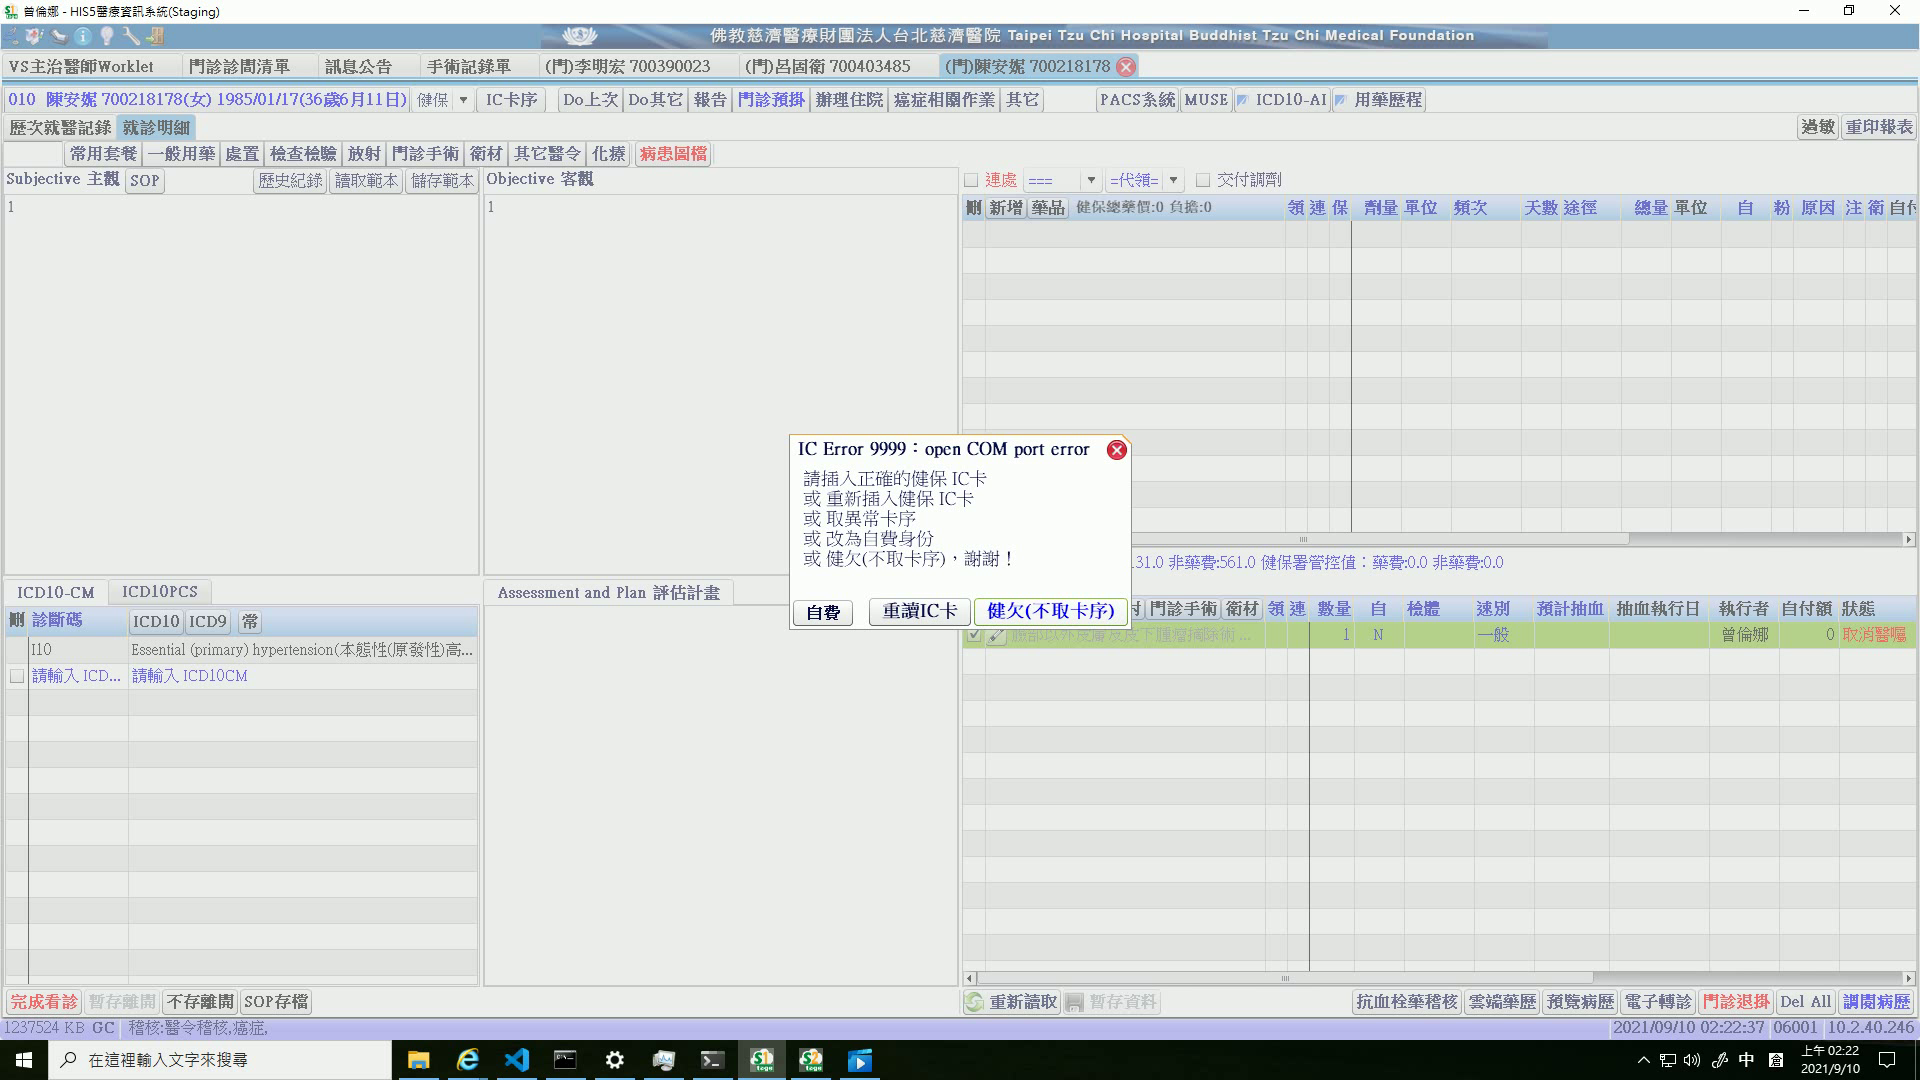 曾倫娜 - HIS5醫療資訊系統(Staging)
佛教慈濟醫療財團法人台北慈濟醫院 Taipei Tzu Chi Hospital Buddhist Tzu Chi Medical Foundation
VS主治醫師Worklet 門診診間清單 訊息公告 手術記錄單 (門)李明宏 700390023 (門)呂固衛 700403485 (門)陳安妮 700218178
010 陳安妮 700218178(女) 1985/01/17(36歲6月11日) 健保 IC卡序 Do上次 Do其它 報告 門診預掛 辦理住院 癌症相關作業 其它 PACS系統 MUSE ICD10-AI 用藥歷程
歷次就醫記錄 就診明細 過敏 重印報表
常用套餐 一般用藥 處置 檢查檢驗 放射 門診手術 衛材 其它醫令 化療 病患圖檔
Subjective 主觀 SOP 歷史紀錄 讀取範本 儲存範本 Objective 客觀 連處 === =代領= 交付調劑
1 1 刪 新增 藥品 健保總藥價:0 負擔:0 領 連 保 劑量 單位 頻次 天數 途徑 總量 單位 自 粉 原因 注 衛 自付
IC Error 9999：open COM port error
請插入正確的健保 IC卡
或 重新插入健保 IC卡
或 取異常卡序
或 改為自費身份
或 健欠(不取卡序)，謝謝！
自費 重讀IC卡 健欠(不取卡序)
31.0 非藥費:561.0 健保署管控值：藥費:0.0 非藥費:0.0
ICD10-CM ICD10PCS Assessment and Plan 評估計畫
刪 診斷碼 ICD10 ICD9 常
I10 Essential (primary) hypertension(本態性(原發性)高...
請輸入 ICD... 請輸入 ICD10CM
門診手術 衛材 領 連 數量 自 檢體 速別 預計抽血 抽血執行日 執行者 自付額 狀態
臉部以外皮膚及皮下腫瘤摘除術 ... 1 N 一般 曾倫娜 0 取消醫囑
完成看診 暫存離開 不存離開 SOP存檔 重新讀取 暫存資料 抗血栓藥稽核 雲端藥歷 預覽病歷 電子轉診 門診退掛 Del All 調閱病歷
1237524 KB GC 稽核:醫令稽核,癌症, 2021/09/10 02:22:37 06001 10.2.40.246
在這裡輸入文字來搜尋 中 上午 02:22
2021/9/10